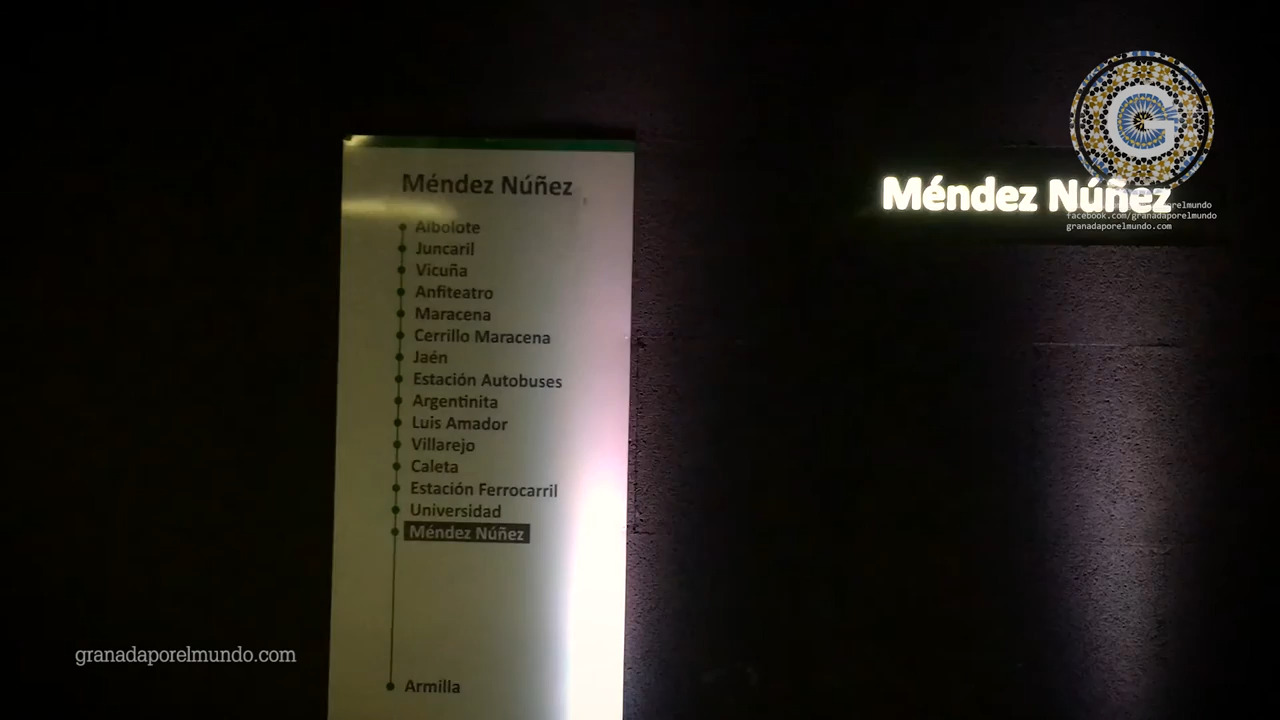 Méndez Núñez
Albolote
Juncaril
Vicuña
Anfiteatro
Maracena
Cerrillo Maracena
Jaén
Estación Autobuses
Argentinita
Luis Amador
Villarejo
Caleta
Estación Ferrocarril
Universidad
Méndez Núñez
Armilla
G
Méndez Núñez
porelmundo
facebook.com/granadaporelmundo
granadaporelmundo.com
granadaporelmundo.com